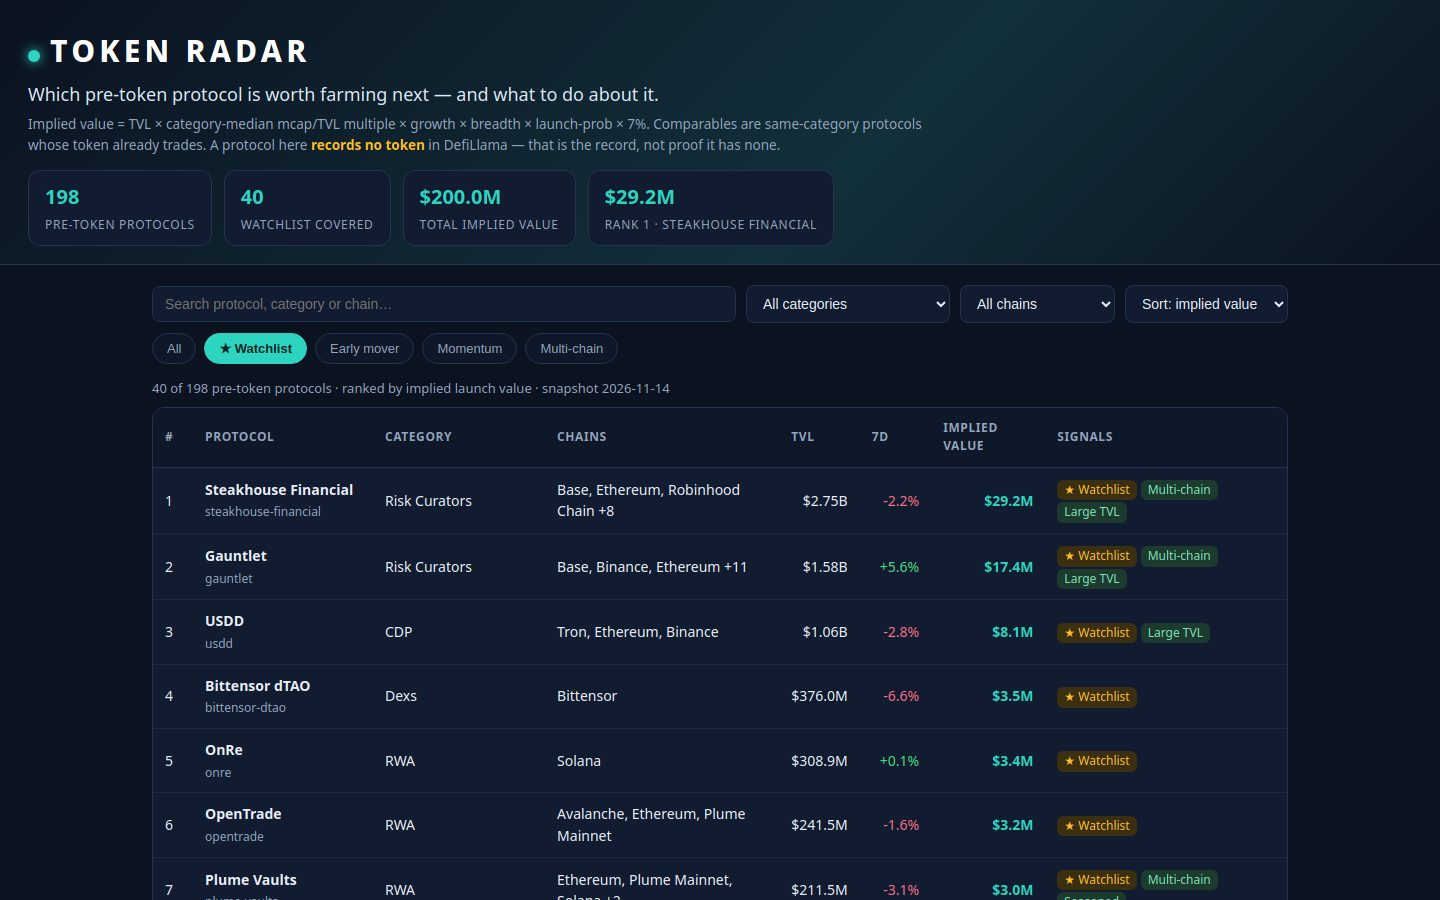 TOKEN RADAR
Which pre-token protocol is worth farming next — and what to do about it.
Implied value = TVL × category-median mcap/TVL multiple × growth × breadth × launch-prob × 7%. Comparables are same-category protocols
whose token already trades. A protocol here records no token in DefiLlama — that is the record, not proof it has none.
198
PRE-TOKEN PROTOCOLS
40
WATCHLIST COVERED
$200.0M
TOTAL IMPLIED VALUE
$29.2M
RANK 1 · STEAKHOUSE FINANCIAL
Search protocol, category or chain… All categories All chains Sort: implied value
All ★ Watchlist Early mover Momentum Multi-chain
40 of 198 pre-token protocols · ranked by implied launch value · snapshot 2026-11-14
# PROTOCOL CATEGORY CHAINS TVL 7D IMPLIED VALUE SIGNALS
1 Steakhouse Financial Risk Curators Base, Ethereum, Robinhood $2.75B -2.2% $29.2M ★ Watchlist Multi-chain
steakhouse-financial Chain +8 Large TVL
2 Gauntlet Risk Curators Base, Binance, Ethereum +11 $1.58B +5.6% $17.4M ★ Watchlist Multi-chain
gauntlet Large TVL
3 USDD CDP Tron, Ethereum, Binance $1.06B -2.8% $8.1M ★ Watchlist Large TVL
usdd
4 Bittensor dTAO Dexs Bittensor $376.0M -6.6% $3.5M ★ Watchlist
bittensor-dtao
5 OnRe RWA Solana $308.9M +0.1% $3.4M ★ Watchlist
onre
6 OpenTrade RWA Avalanche, Ethereum, Plume $241.5M -1.6% $3.2M ★ Watchlist
opentrade Mainnet
7 Plume Vaults RWA Ethereum, Plume Mainnet, $211.5M -3.1% $3.0M ★ Watchlist Multi-chain